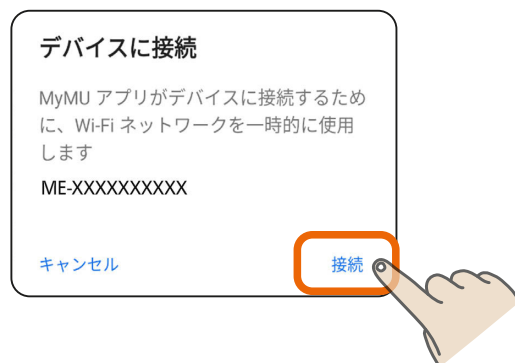 デバイスに接続
MyMU アプリがデバイスに接続するため
に、Wi-Fi ネットワークを一時的に使用
します
ME-XXXXXXXXXX
キャンセル
接続